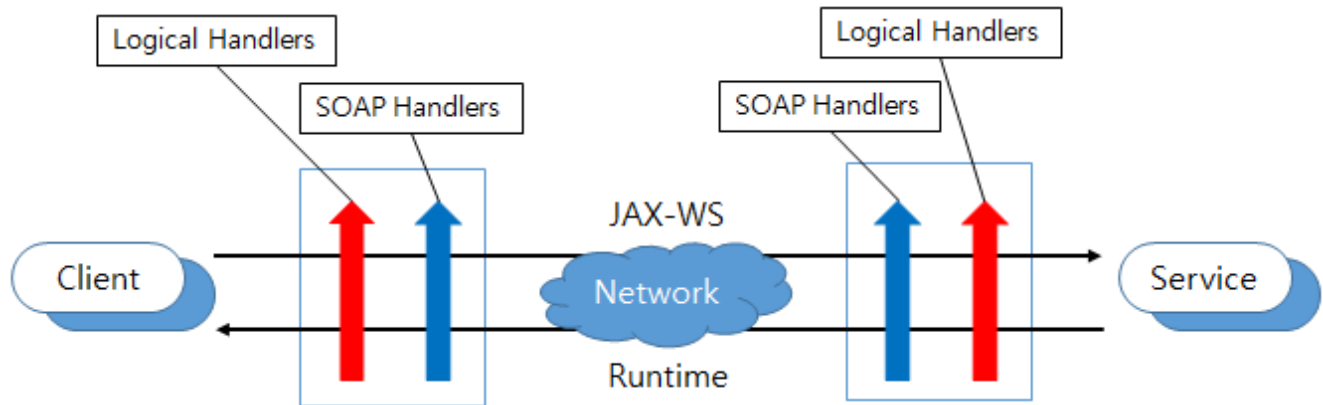 Logical Handlers
SOAP Handlers
Logical Handlers
SOAP Handlers
JAX-WS
Client
Network
Service
Runtime